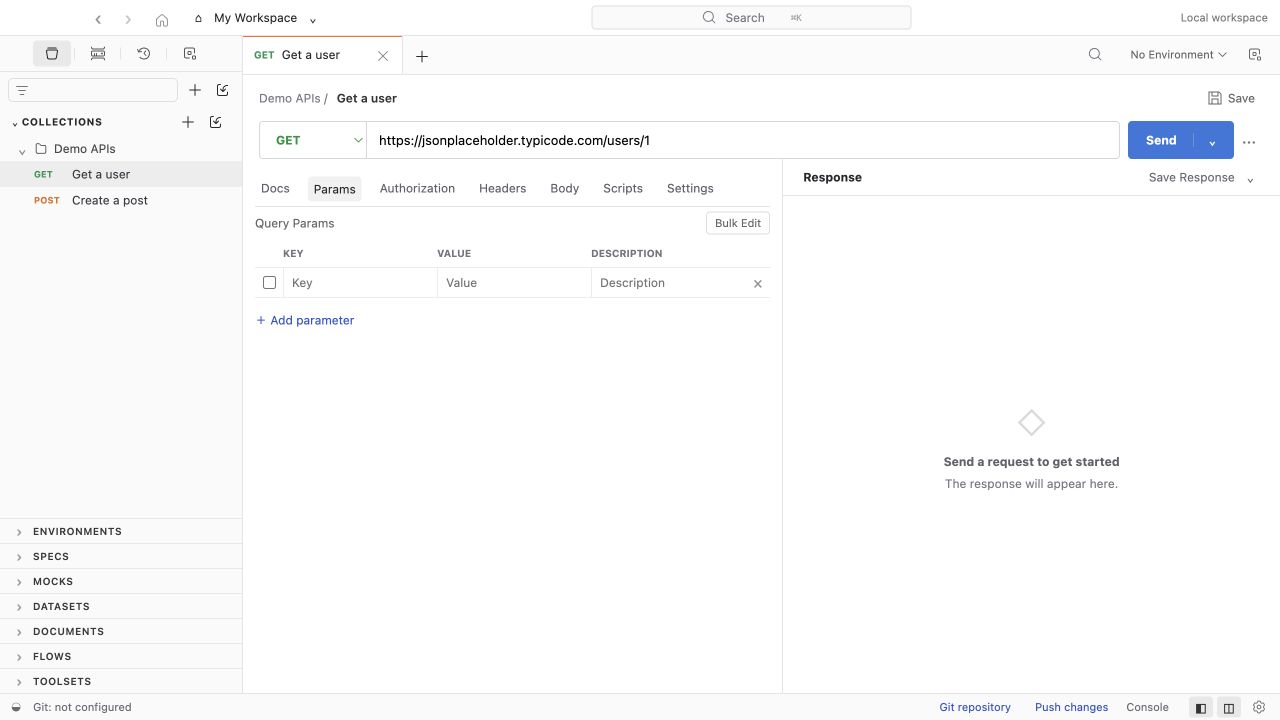 My Workspace
Search ⌘K
Local workspace
GET Get a user
No Environment
Demo APIs / Get a user
Save
COLLECTIONS
Demo APIs
GET Get a user
POST Create a post
GET
https://jsonplaceholder.typicode.com/users/1
Send
Docs Params Authorization Headers Body Scripts Settings
Response
Save Response
Query Params
Bulk Edit
KEY VALUE DESCRIPTION
Key Value Description
+ Add parameter
Send a request to get started
The response will appear here.
ENVIRONMENTS
SPECS
MOCKS
DATASETS
DOCUMENTS
FLOWS
TOOLSETS
Git: not configured
Git repository
Push changes
Console